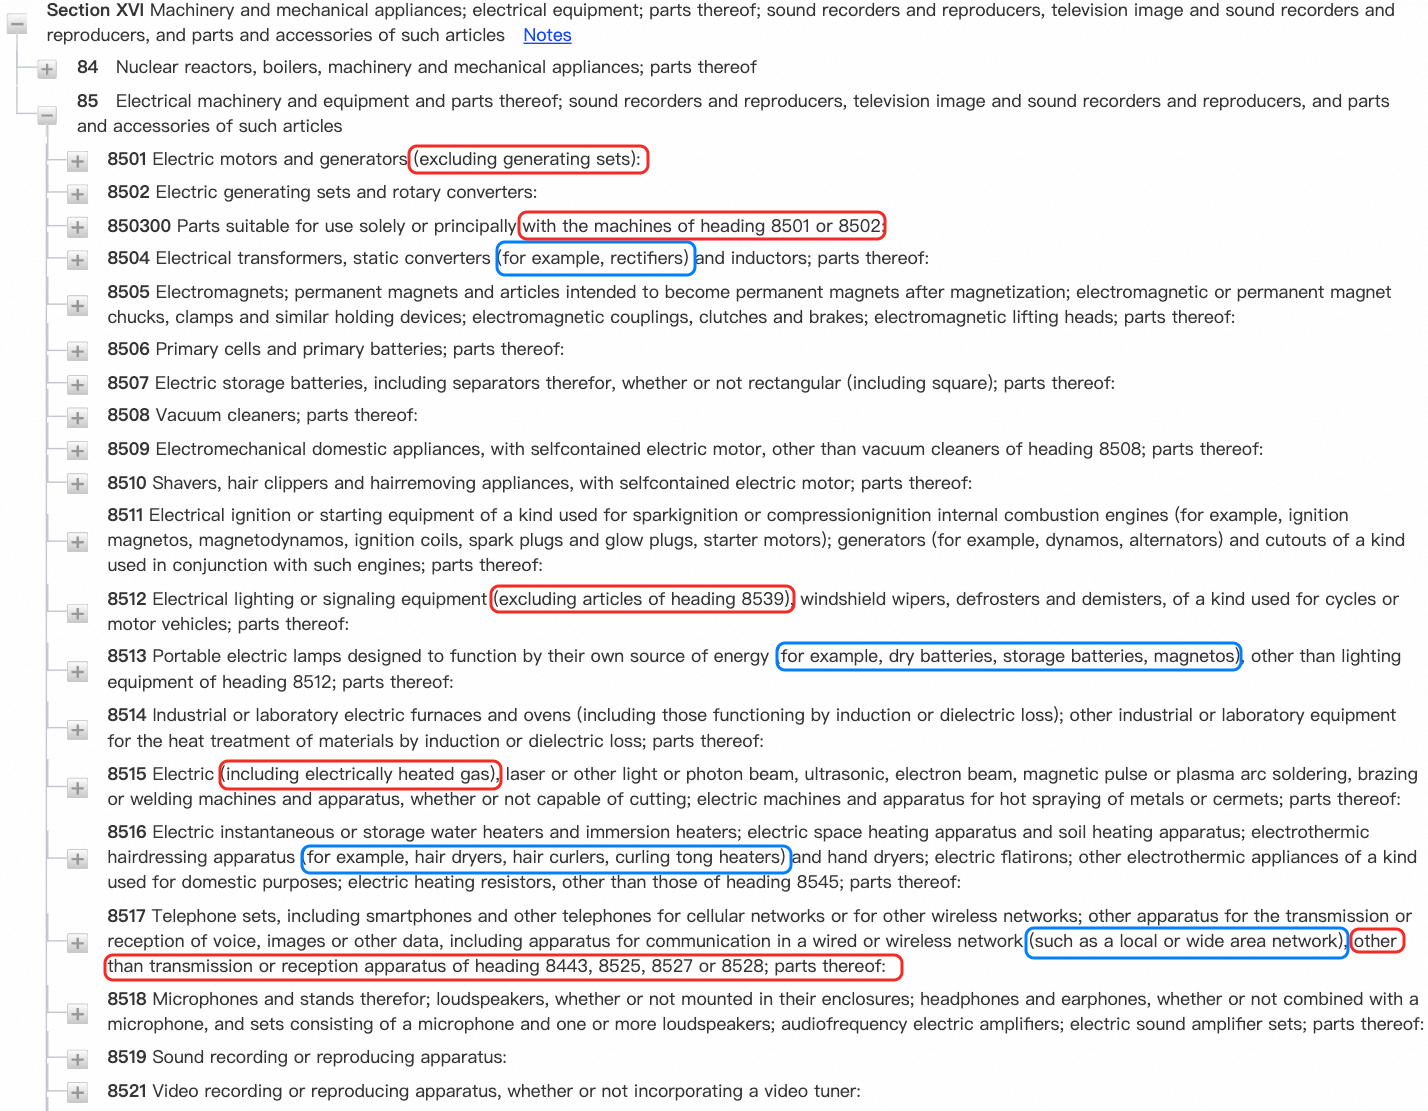 Section XVI Machinery and mechanical appliances; electrical equipment; parts thereof; sound recorders and reproducers, television image and sound recorders and
reproducers, and parts and accessories of such articles Notes
84 Nuclear reactors, boilers, machinery and mechanical appliances; parts thereof
85 Electrical machinery and equipment and parts thereof; sound recorders and reproducers, television image and sound recorders and reproducers, and parts
and accessories of such articles
8501 Electric motors and generators (excluding generating sets):
8502 Electric generating sets and rotary converters:
850300 Parts suitable for use solely or principally with the machines of heading 8501 or 8502:
8504 Electrical transformers, static converters (for example, rectifiers) and inductors; parts thereof:
8505 Electromagnets; permanent magnets and articles intended to become permanent magnets after magnetization; electromagnetic or permanent magnet
chucks, clamps and similar holding devices; electromagnetic couplings, clutches and brakes; electromagnetic lifting heads; parts thereof:
8506 Primary cells and primary batteries; parts thereof:
8507 Electric storage batteries, including separators therefor, whether or not rectangular (including square); parts thereof:
8508 Vacuum cleaners; parts thereof:
8509 Electromechanical domestic appliances, with selfcontained electric motor, other than vacuum cleaners of heading 8508; parts thereof:
8510 Shavers, hair clippers and hairremoving appliances, with selfcontained electric motor; parts thereof:
8511 Electrical ignition or starting equipment of a kind used for sparkignition or compressionignition internal combustion engines (for example, ignition
magnetos, magnetodynamos, ignition coils, spark plugs and glow plugs, starter motors); generators (for example, dynamos, alternators) and cutouts of a kind
used in conjunction with such engines; parts thereof:
8512 Electrical lighting or signaling equipment (excluding articles of heading 8539), windshield wipers, defrosters and demisters, of a kind used for cycles or
motor vehicles; parts thereof:
8513 Portable electric lamps designed to function by their own source of energy (for example, dry batteries, storage batteries, magnetos), other than lighting
equipment of heading 8512; parts thereof:
8514 Industrial or laboratory electric furnaces and ovens (including those functioning by induction or dielectric loss); other industrial or laboratory equipment
for the heat treatment of materials by induction or dielectric loss; parts thereof:
8515 Electric (including electrically heated gas), laser or other light or photon beam, ultrasonic, electron beam, magnetic pulse or plasma arc soldering, brazing
or welding machines and apparatus, whether or not capable of cutting; electric machines and apparatus for hot spraying of metals or cermets; parts thereof:
8516 Electric instantaneous or storage water heaters and immersion heaters; electric space heating apparatus and soil heating apparatus; electrothermic
hairdressing apparatus (for example, hair dryers, hair curlers, curling tong heaters) and hand dryers; electric flatirons; other electrothermic appliances of a kind
used for domestic purposes; electric heating resistors, other than those of heading 8545; parts thereof:
8517 Telephone sets, including smartphones and other telephones for cellular networks or for other wireless networks; other apparatus for the transmission or
reception of voice, images or other data, including apparatus for communication in a wired or wireless network (such as a local or wide area network), other
than transmission or reception apparatus of heading 8443, 8525, 8527 or 8528; parts thereof:
8518 Microphones and stands therefor; loudspeakers, whether or not mounted in their enclosures; headphones and earphones, whether or not combined with a
microphone, and sets consisting of a microphone and one or more loudspeakers; audiofrequency electric amplifiers; electric sound amplifier sets; parts thereof:
8519 Sound recording or reproducing apparatus:
8521 Video recording or reproducing apparatus, whether or not incorporating a video tuner: